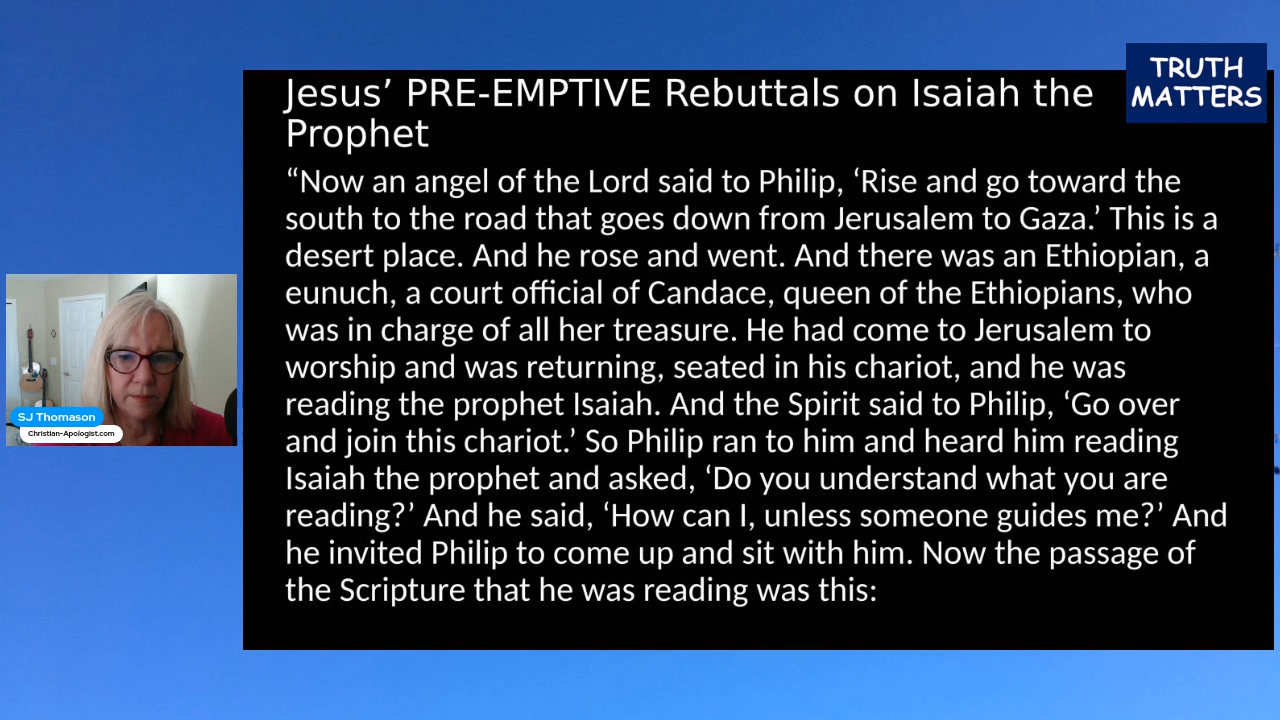 TRUTH
MATTERS
Jesus’ PRE-EMPTIVE Rebuttals on Isaiah the
Prophet
“Now an angel of the Lord said to Philip, ‘Rise and go toward the
south to the road that goes down from Jerusalem to Gaza.’ This is a
desert place. And he rose and went. And there was an Ethiopian, a
eunuch, a court official of Candace, queen of the Ethiopians, who
was in charge of all her treasure. He had come to Jerusalem to
worship and was returning, seated in his chariot, and he was
reading the prophet Isaiah. And the Spirit said to Philip, ‘Go over
and join this chariot.’ So Philip ran to him and heard him reading
Isaiah the prophet and asked, ‘Do you understand what you are
reading?’ And he said, ‘How can I, unless someone guides me?’ And
he invited Philip to come up and sit with him. Now the passage of
the Scripture that he was reading was this:
SJ Thomason
Christian-Apologist.com